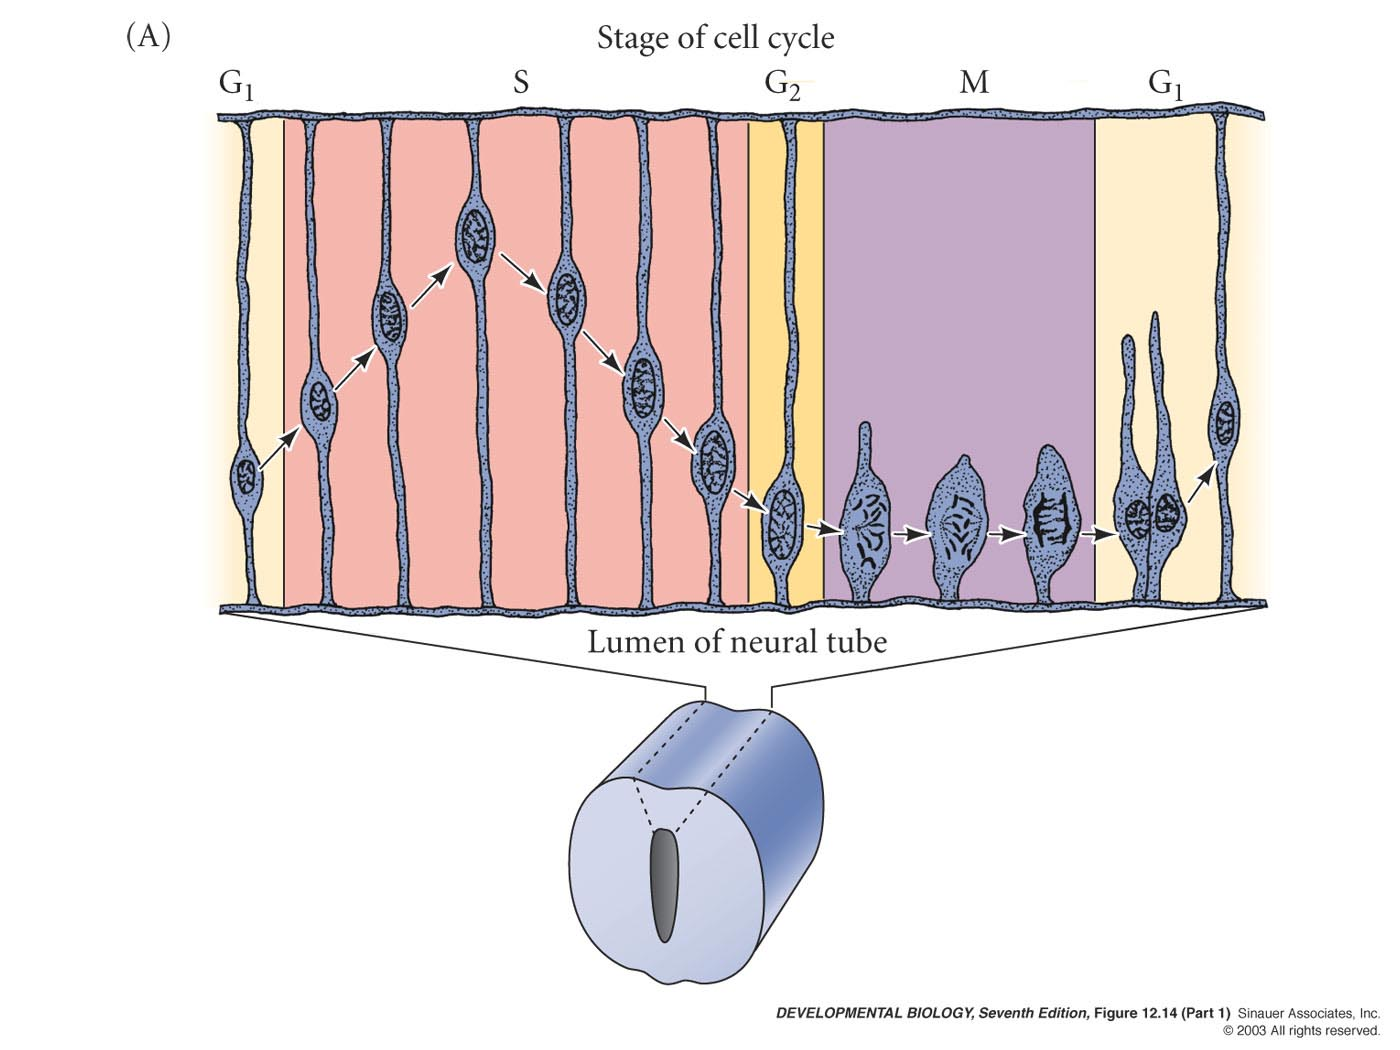 (A)
Stage of cell cycle
G₁ S G₂ M G₁
Lumen of neural tube
DEVELOPMENTAL BIOLOGY, Seventh Edition, Figure 12.14 (Part 1) Sinauer Associates, Inc.
© 2003 All rights reserved.